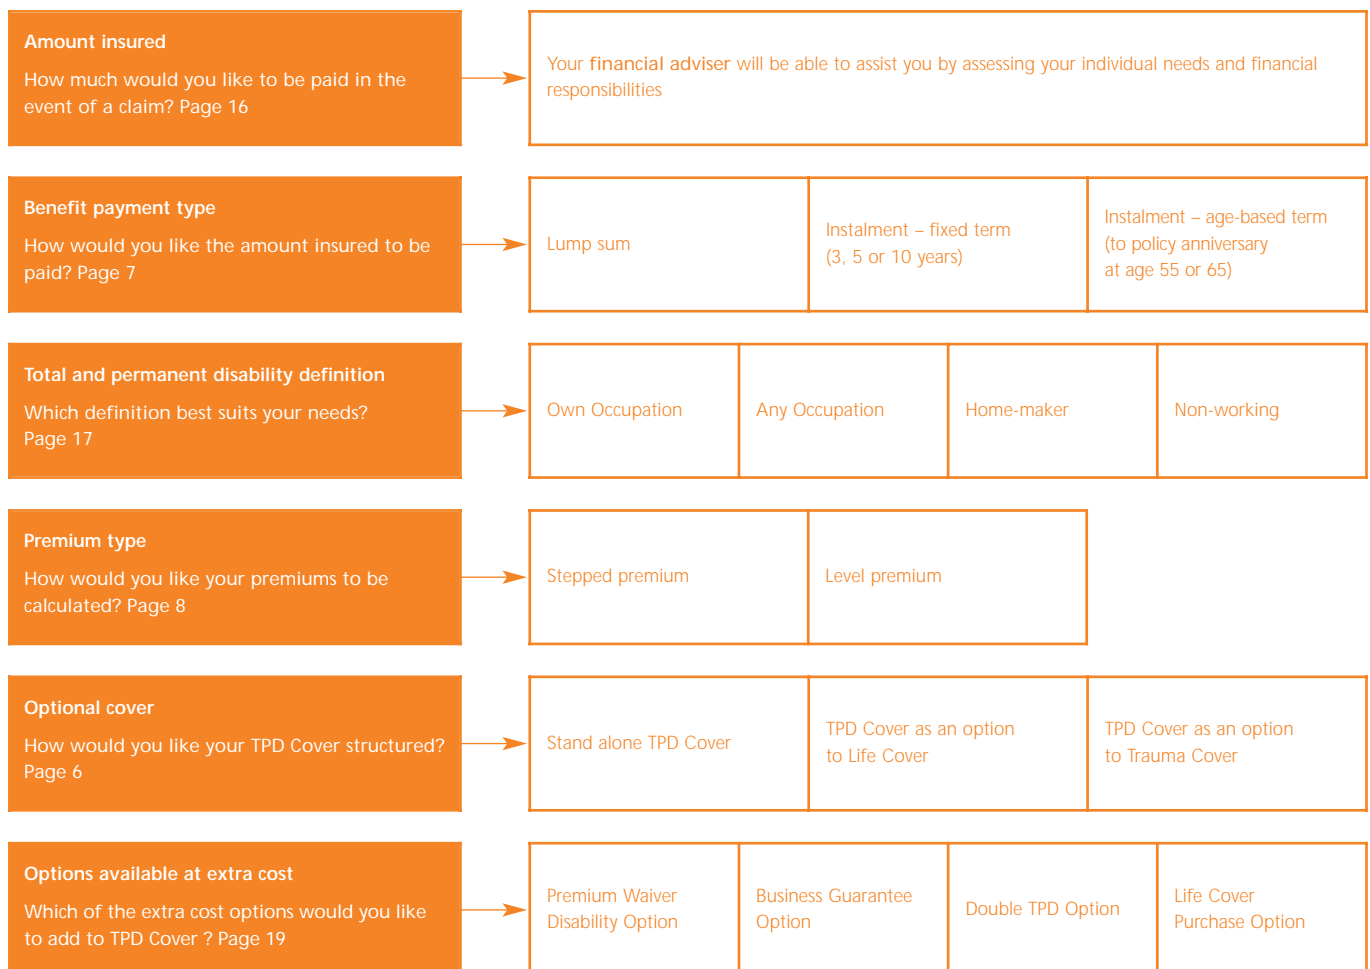 Amount insured
How much would you like to be paid in the
event of a claim? Page 16
Your financial adviser will be able to assist you by assessing your individual needs and financial
responsibilities
Benefit payment type
How would you like the amount insured to be
paid? Page 7
Lump sum
Instalment – fixed term
(3, 5 or 10 years)
Instalment – age-based term
(to policy anniversary
at age 55 or 65)
Total and permanent disability definition
Which definition best suits your needs?
Page 17
Own Occupation
Any Occupation
Home-maker
Non-working
Premium type
How would you like your premiums to be
calculated? Page 8
Stepped premium
Level premium
Optional cover
How would you like your TPD Cover structured?
Page 6
Stand alone TPD Cover
TPD Cover as an option
to Life Cover
TPD Cover as an option
to Trauma Cover
Options available at extra cost
Which of the extra cost options would you like
to add to TPD Cover ? Page 19
Premium Waiver
Disability Option
Business Guarantee
Option
Double TPD Option
Life Cover
Purchase Option